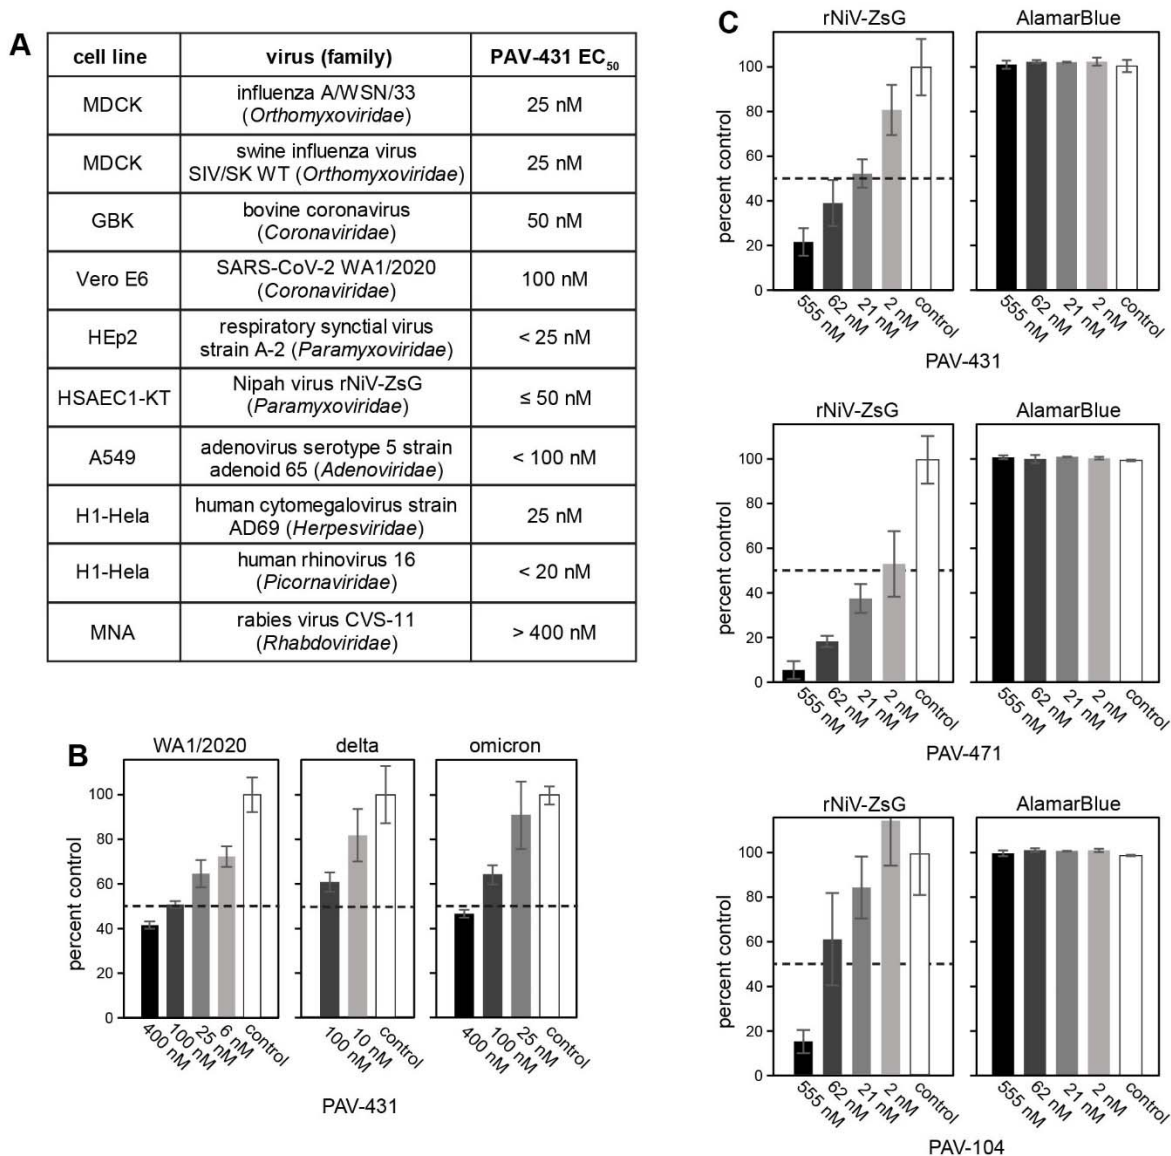 A
cell line
virus (family)
PAV-431 EC50
MDCK
influenza A/WSN/33
(Orthomyxoviridae)
25 nM
MDCK
swine influenza virus
SIV/SK WT (Orthomyxoviridae)
25 nM
GBK
bovine coronavirus
(Coronaviridae)
50 nM
Vero E6
SARS-CoV-2 WA1/2020
(Coronaviridae)
100 nM
HEp2
respiratory synctial virus
strain A-2 (Paramyxoviridae)
< 25 nM
HSAEC1-KT
Nipah virus rNiV-ZsG
(Paramyxoviridae)
≤ 50 nM
A549
adenovirus serotype 5 strain
adenoid 65 (Adenoviridae)
< 100 nM
H1-Hela
human cytomegalovirus strain
AD69 (Herpesviridae)
25 nM
H1-Hela
human rhinovirus 16
(Picornaviridae)
< 20 nM
MNA
rabies virus CVS-11
(Rhabdoviridae)
> 400 nM
B
WA1/2020
delta
omicron
percent control
100
80
60
40
20
0
400 nM
100 nM
25 nM
6 nM
control
100 nM
10 nM
control
400 nM
100 nM
25 nM
control
PAV-431
C
rNiV-ZsG
AlamarBlue
percent control
100
80
60
40
20
0
555 nM
62 nM
21 nM
2 nM
control
555 nM
62 nM
21 nM
2 nM
control
PAV-431
rNiV-ZsG
AlamarBlue
percent control
100
80
60
40
20
0
555 nM
62 nM
21 nM
2 nM
control
555 nM
62 nM
21 nM
2 nM
control
PAV-471
rNiV-ZsG
AlamarBlue
percent control
100
80
60
40
20
0
555 nM
62 nM
21 nM
2 nM
control
555 nM
62 nM
21 nM
2 nM
control
PAV-104